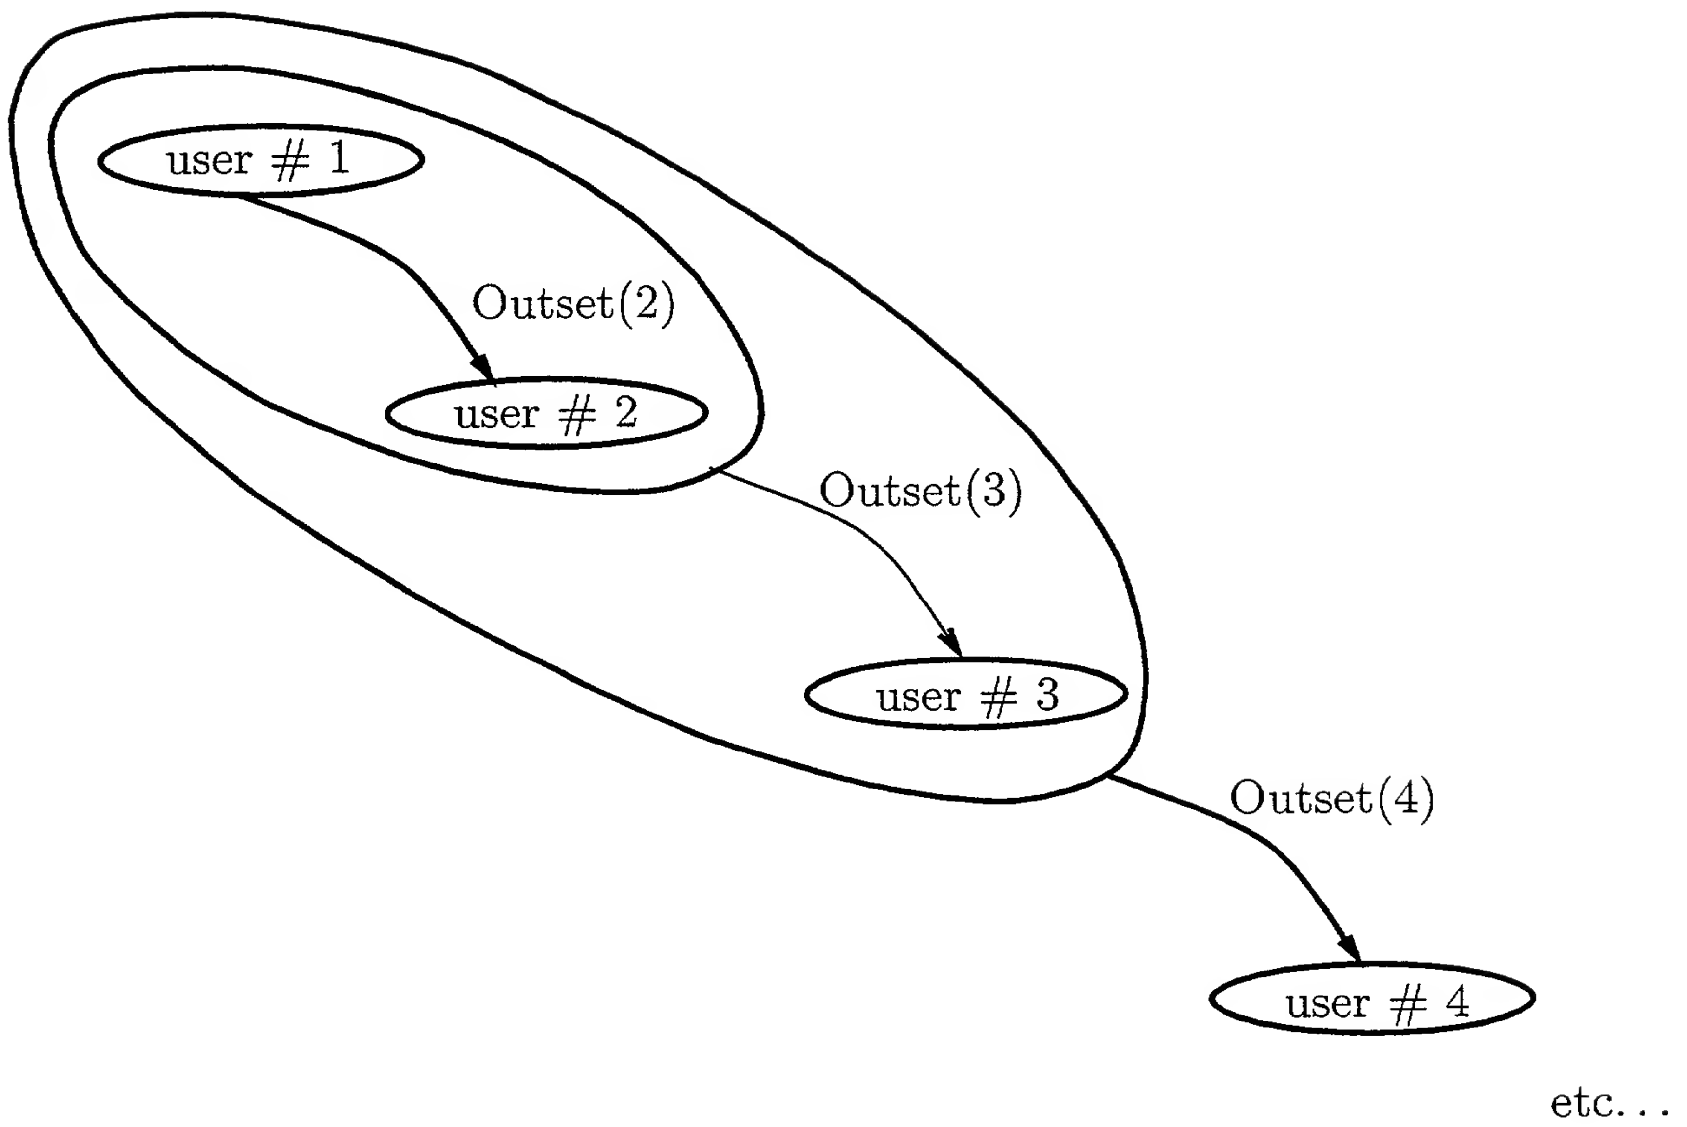 user # 1
Outset(2)
user # 2
Outset(3)
user # 3
Outset(4)
user # 4
etc...